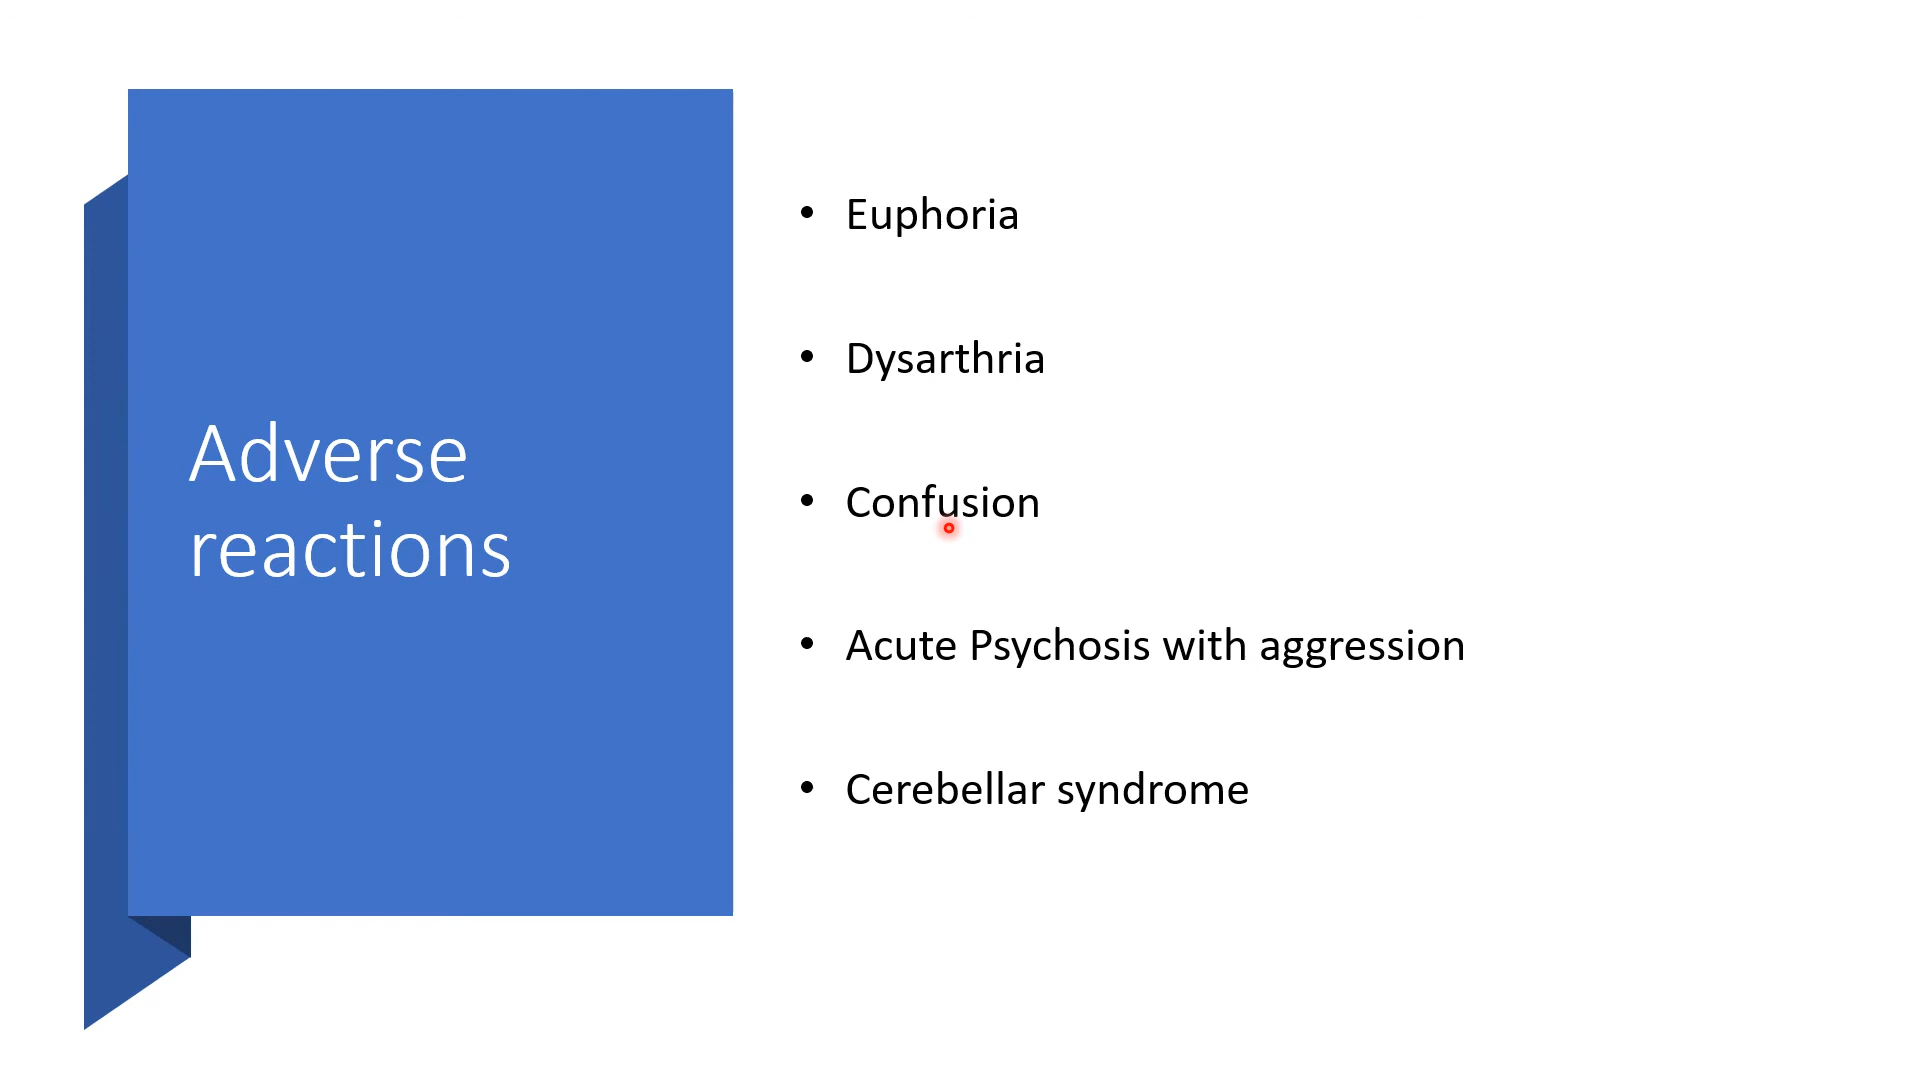 Adverse
reactions
• Euphoria
• Dysarthria
• Confusion
• Acute Psychosis with aggression
• Cerebellar syndrome